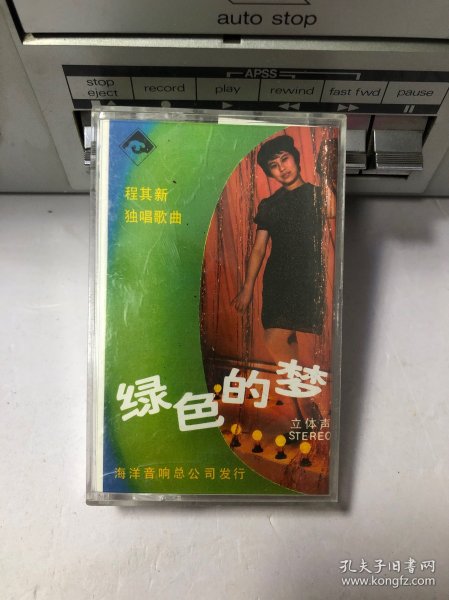 auto stop
APSS
stop
eject
record
play
rewind
fast fwd
pause
程其新
独唱歌曲
绿色的梦
立体声
STEREO
海洋音响总公司发行
孔夫子旧书网
www.kongfz.com